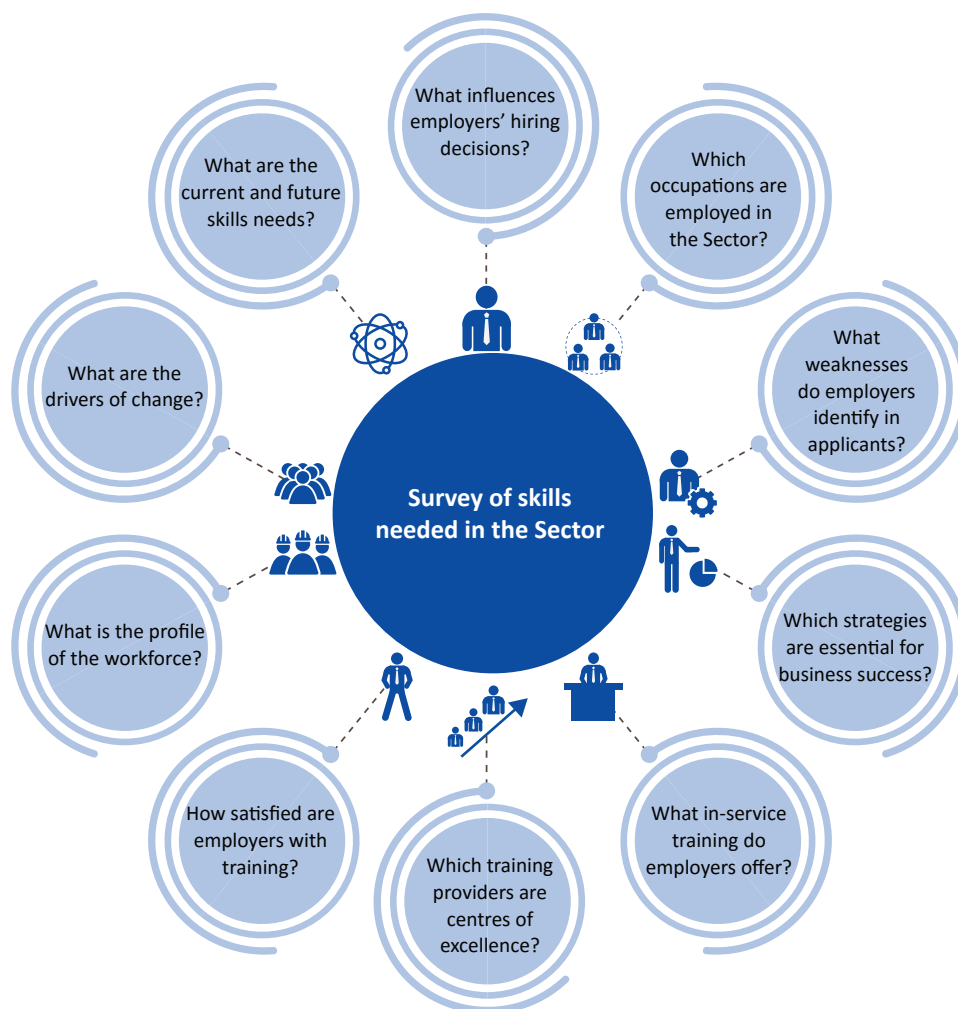 What influences
employers’ hiring
decisions?
Which
occupations are
employed in
the Sector?
What
weaknesses
do employers
identify in
applicants?
Which strategies
are essential for
business success?
What in-service
training do
employers offer?
Which training
providers are
centres of
excellence?
How satisfied are
employers with
training?
What is the profile
of the workforce?
What are the
drivers of change?
What are the
current and future
skills needs?
Survey of skills
needed in the Sector